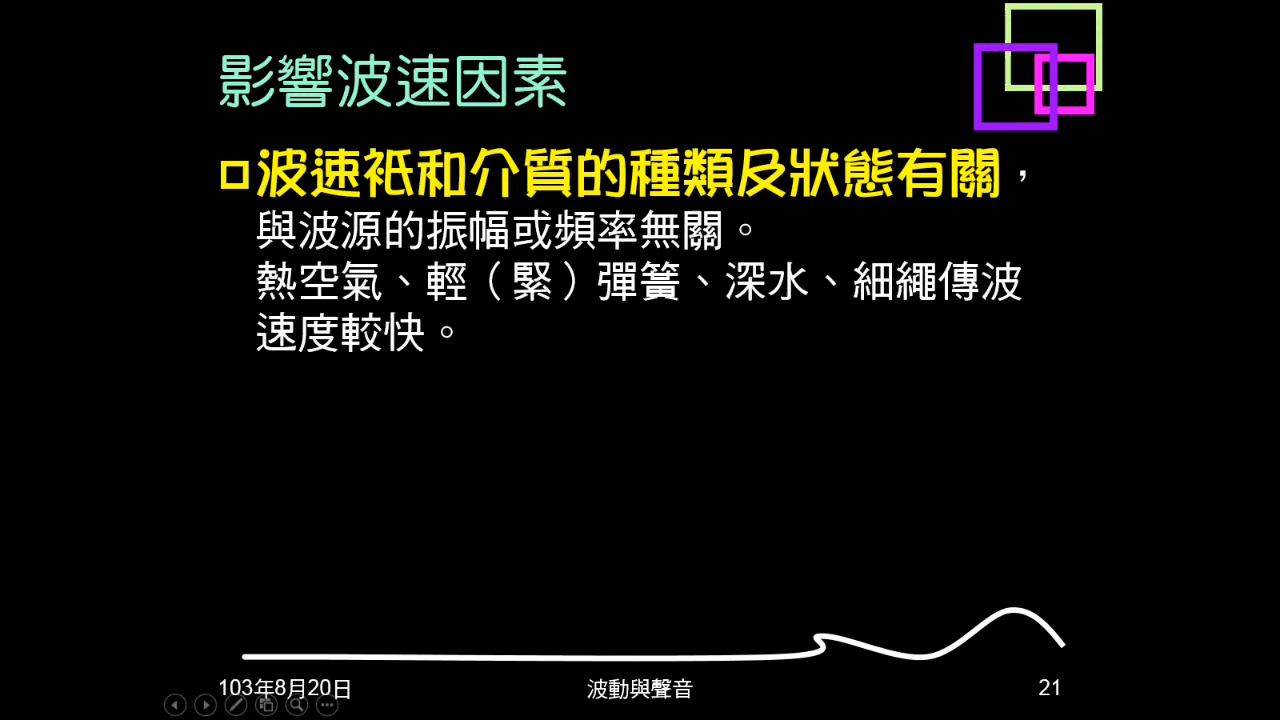 影響波速因素
波速衹和介質的種類及狀態有關，
與波源的振幅或頻率無關。
熱空氣、輕（緊）彈簧、深水、細繩傳波
速度較快。
103年8月20日
波動與聲音
21